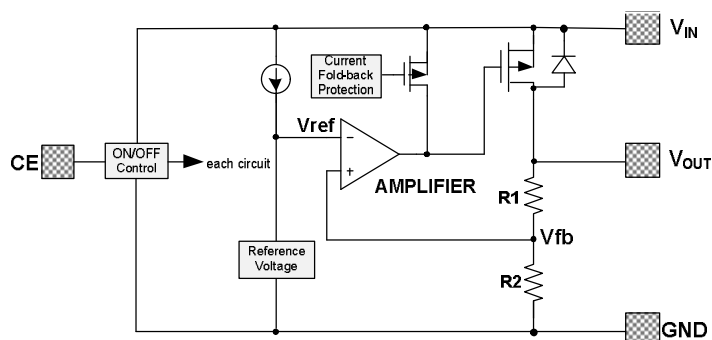 V_IN
Current
Fold-back
Protection
Vref
−
CE
ON/OFF
Control
each circuit
V_OUT
+
AMPLIFIER
R1
Vfb
Reference
Voltage
R2
GND